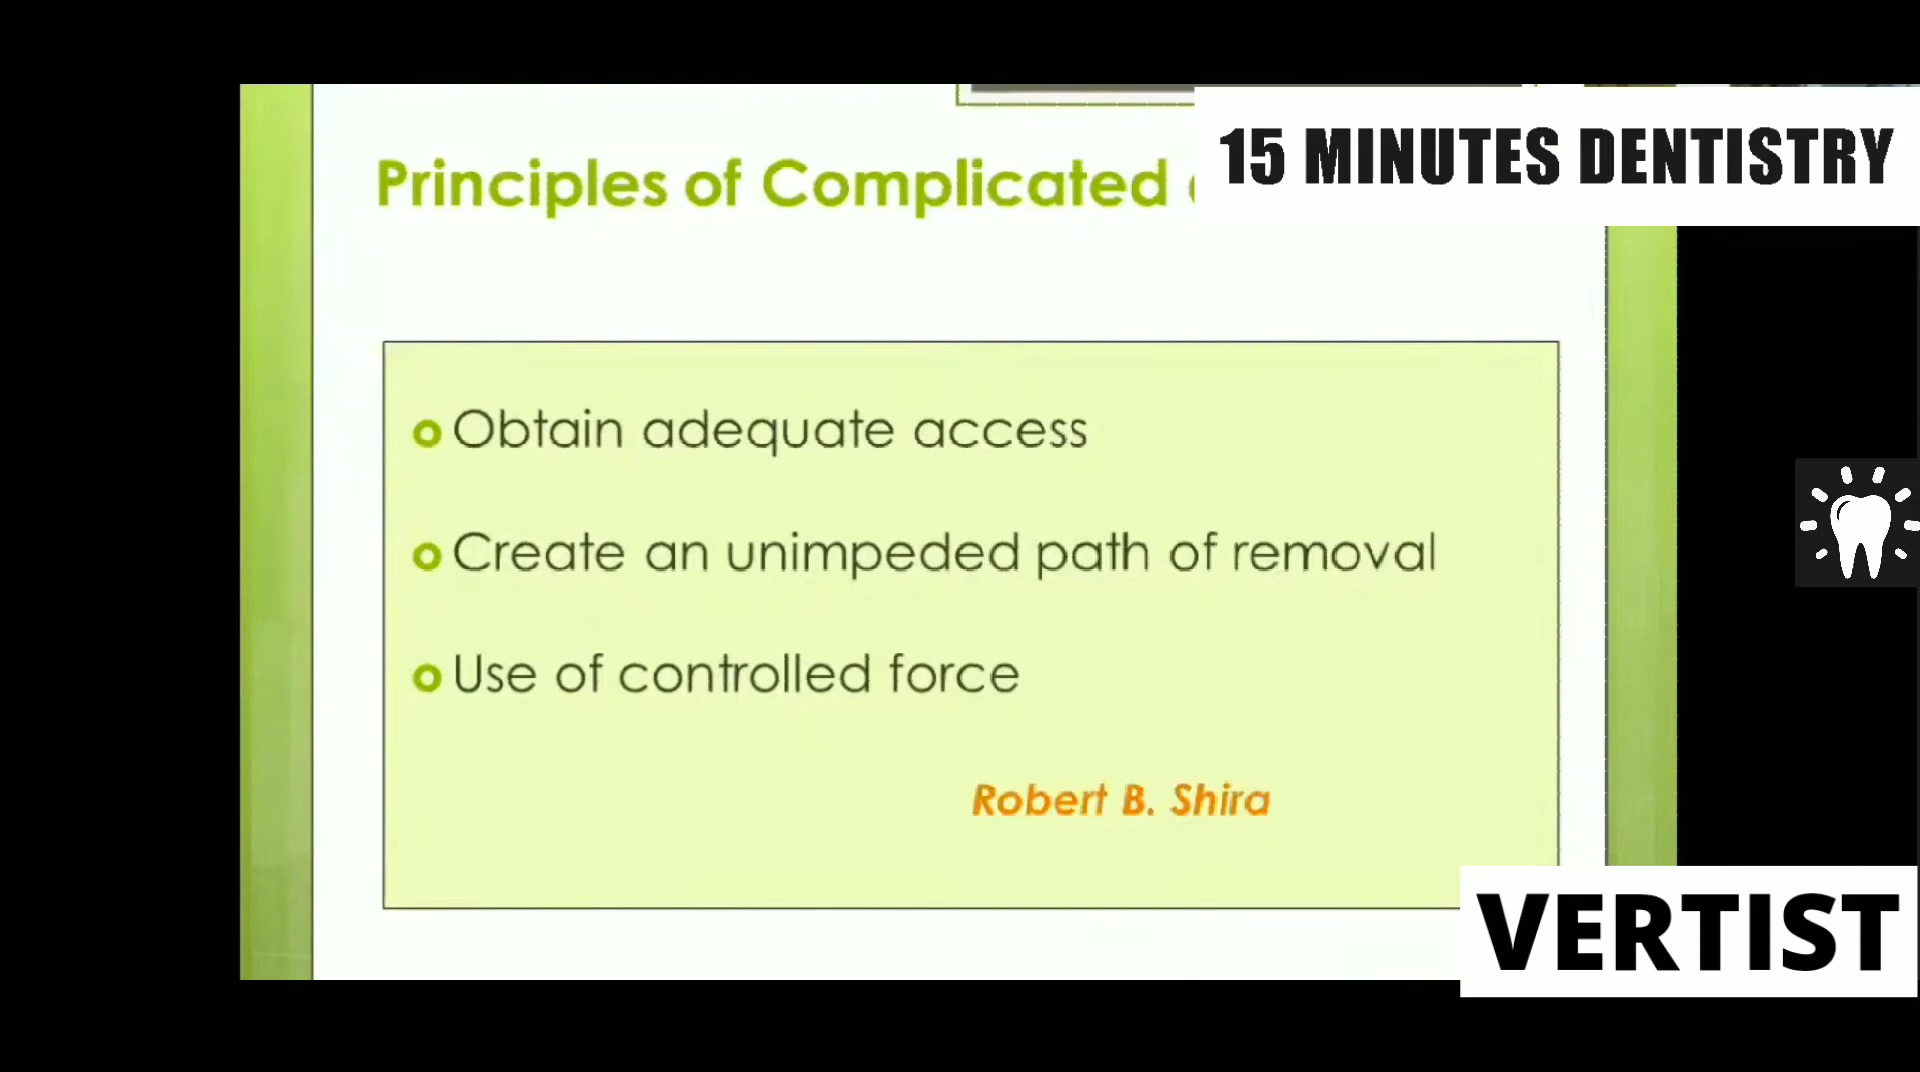 15 MINUTES DENTISTRY
Principles of Complicated
Obtain adequate access
Create an unimpeded path of removal
Use of controlled force
Robert B. Shira
VERTIST